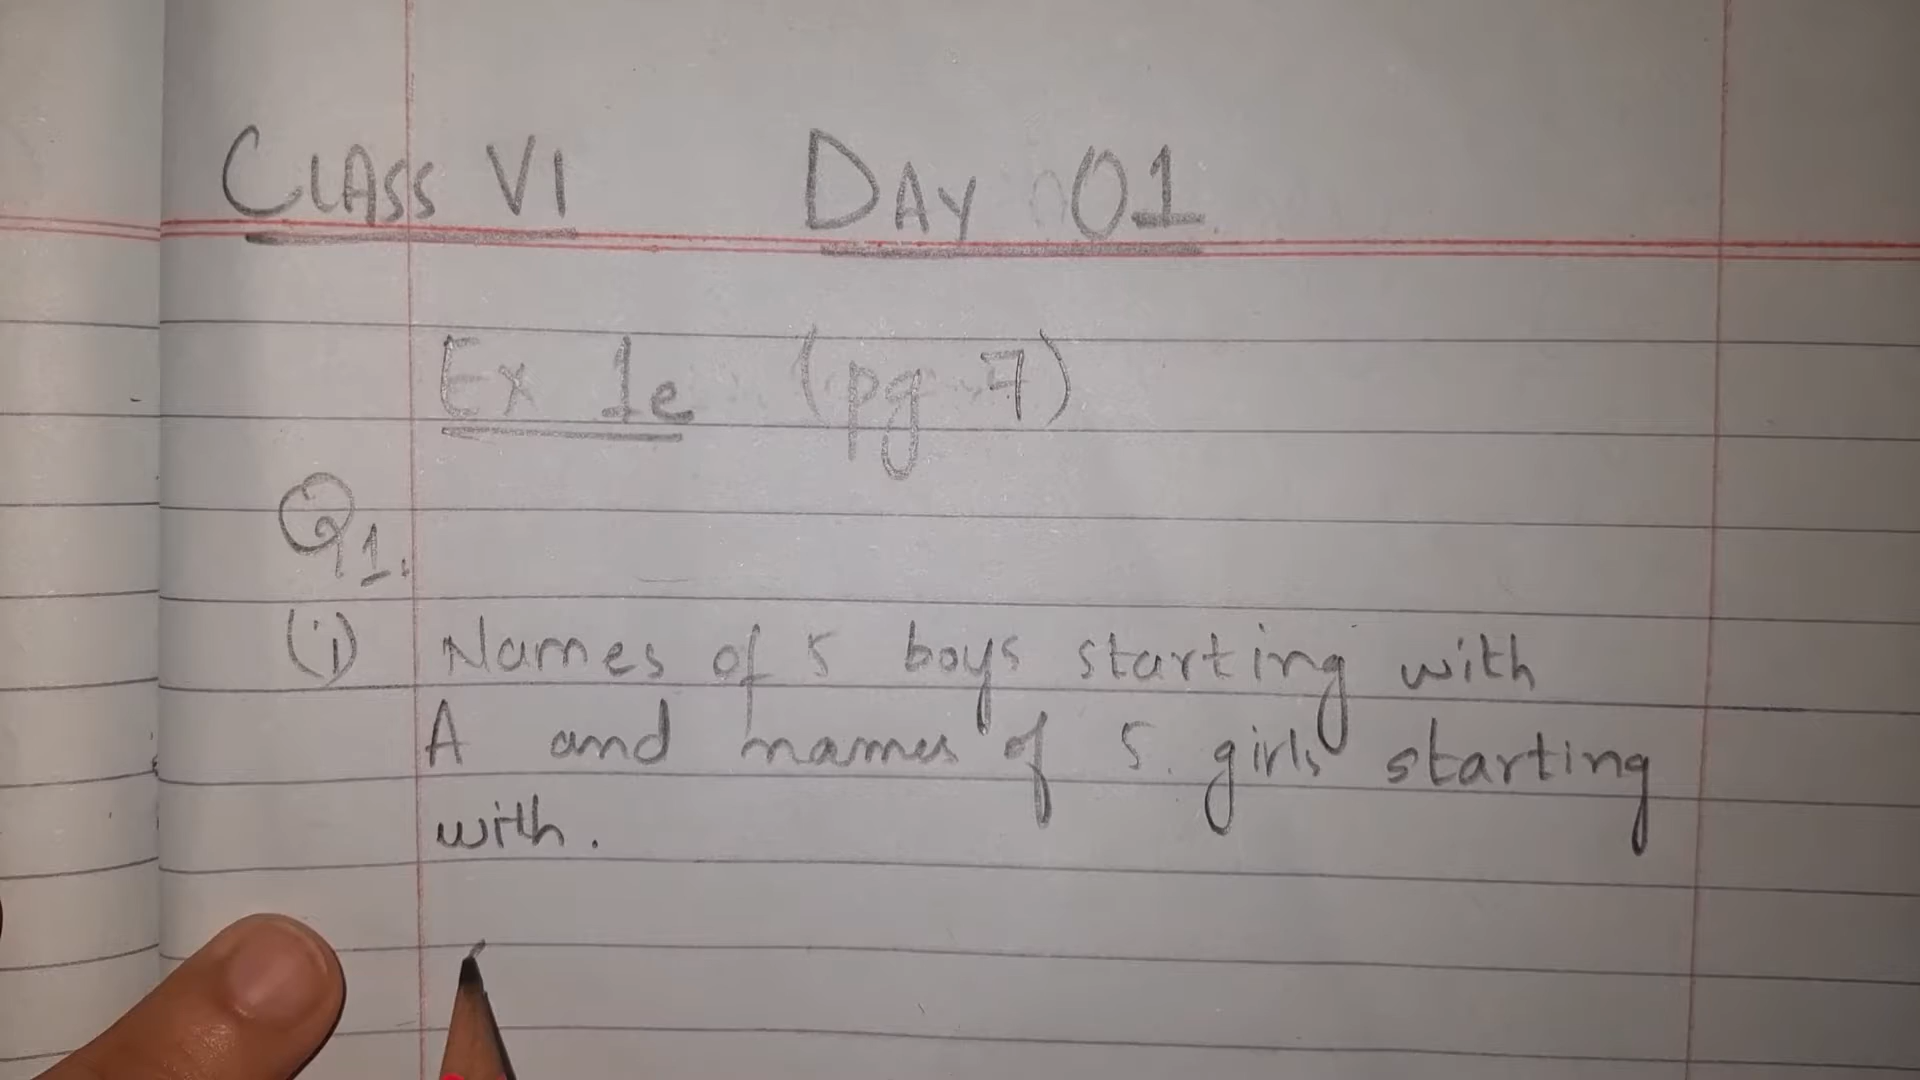 CLASS VI DAY 01
Ex 1e (pg 7)
Q1.
(i) Names of 5 boys starting with
A and names of 5. girls starting
with.